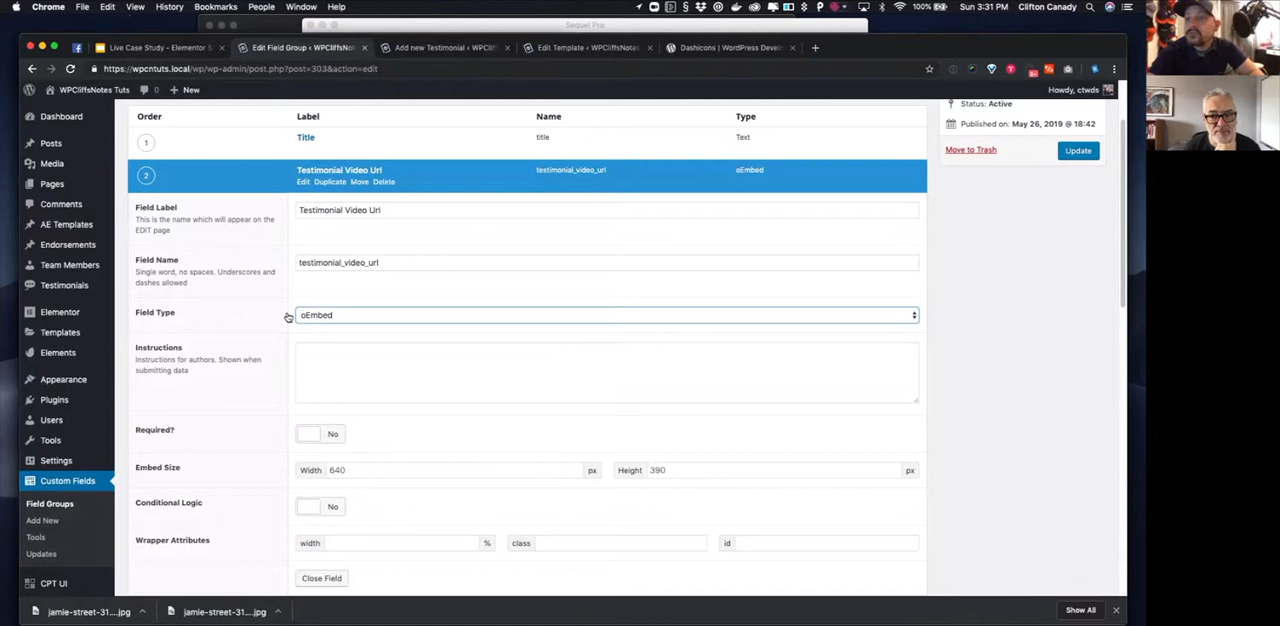 Chrome File Edit View History Bookmarks People Window Help 100% Sun 3:31 PM Clifton Canady
Sequel Pro
Live Case Study - Elementor & Edit Field Group ‹ WPCliffsNot Add new Testimonial ‹ WPCliff Edit Template ‹ WPCliffsNotes Dashicons | WordPress Develo
https://wpcntuts.local/wp/wp-admin/post.php?post=303&action=edit
WPCliffsNotes Tuts New Howdy, ctwds
Order Label Name Type
1 Title title Text
2 Testimonial Video Url testimonial_video_url oEmbed
Edit Duplicate Move Delete
Field Label
This is the name which will appear on the
EDIT page
Testimonial Video Url
Field Name
Single word, no spaces. Underscores and
dashes allowed
testimonial_video_url
Field Type
oEmbed
Instructions
Instructions for authors. Shown when
submitting data
Required?
No
Embed Size
Width 640 px Height 390 px
Conditional Logic
No
Wrapper Attributes
width % class id
Close Field
Status: Active
Published on: May 26, 2019 @ 18:42
Move to Trash Update
Dashboard
Posts
Media
Pages
Comments
AE Templates
Endorsements
Team Members
Testimonials
Elementor
Templates
Elements
Appearance
Plugins
Users
Tools
Settings
Custom Fields
Field Groups
Add New
Tools
Updates
CPT UI
jamie-street-31....jpg jamie-street-31....jpg Show All